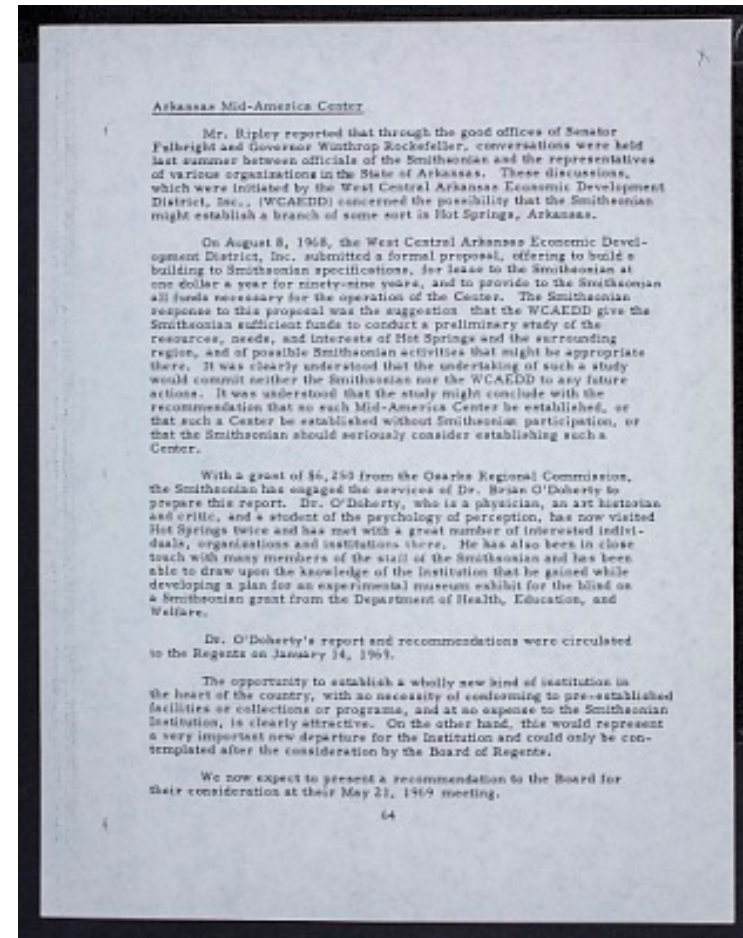 Arkansas Mid-America Center
Mr. Ripley reported that through the good offices of Senator
Fulbright and Governor Winthrop Rockefeller, conversations were held
last summer between officials of the Smithsonian and the representatives
of various organizations in the State of Arkansas. These discussions,
which were initiated by the West Central Arkansas Economic Development
District, Inc., (WCAEDD) concerned the possibility that the Smithsonian
might establish a branch of some sort in Hot Springs, Arkansas.
On August 8, 1968, the West Central Arkansas Economic Devel-
opment District, Inc. submitted a formal proposal, offering to build a
building to Smithsonian specifications, for lease to the Smithsonian at
one dollar a year for ninety-nine years, and to provide to the Smithsonian
all funds necessary for the operation of the Center. The Smithsonian
response to this proposal was the suggestion that the WCAEDD give the
Smithsonian sufficient funds to conduct a preliminary study of the
resources, needs, and interests of Hot Springs and the surrounding
region, and of possible Smithsonian activities that might be appropriate
there. It was clearly understood that the undertaking of such a study
would commit neither the Smithsonian nor the WCAEDD to any future
actions. It was understood that the study might conclude with the
recommendation that no such Mid-America Center be established, or
that such a Center be established without Smithsonian participation, or
that the Smithsonian should seriously consider establishing such a
Center.
With a grant of $6,250 from the Ozarks Regional Commission,
the Smithsonian has engaged the services of Dr. Brian O'Doherty to
prepare this report. Dr. O'Doherty, who is a physician, an art historian
and critic, and a student of the psychology of perception, has now visited
Hot Springs twice and has met with a great number of interested indivi-
duals, organizations and institutions there. He has also been in close
touch with many members of the staff of the Smithsonian and has been
able to draw upon the knowledge of the Institution that he gained while
developing a plan for an experimental museum exhibit for the blind on
a Smithsonian grant from the Department of Health, Education, and
Welfare.
Dr. O'Doherty's report and recommendations were circulated
to the Regents on January 14, 1969.
The opportunity to establish a wholly new kind of institution in
the heart of the country, with no necessity of conforming to pre-established
facilities or collections or programs, and at no expense to the Smithsonian
Institution, is clearly attractive. On the other hand, this would represent
a very important new departure for the Institution and could only be con-
templated after the consideration by the Board of Regents.
We now expect to present a recommendation to the Board for
their consideration at their May 21, 1969 meeting.
64